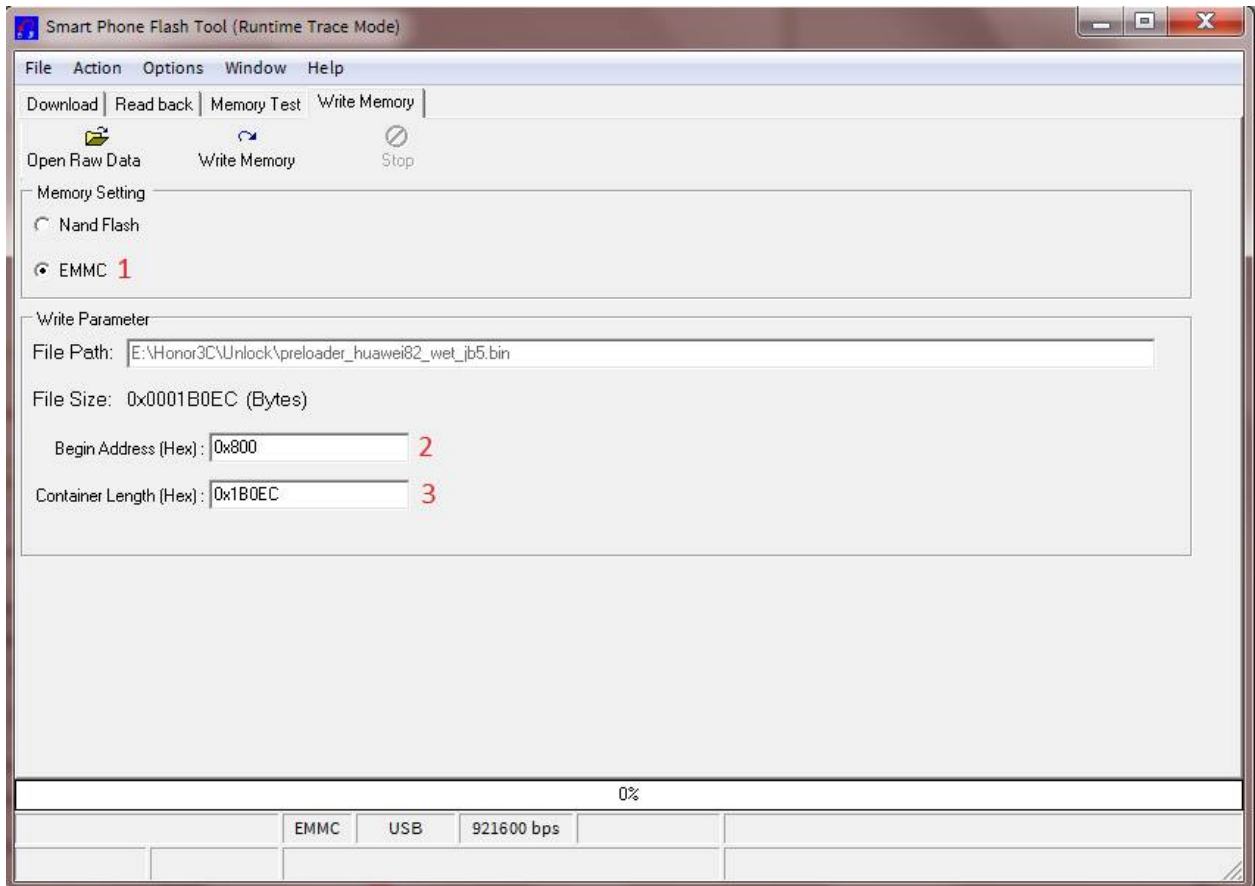 Smart Phone Flash Tool (Runtime Trace Mode)
File Action Options Window Help
Download Read back Memory Test Write Memory
Open Raw Data Write Memory Stop
Memory Setting
Nand Flash
EMMC 1
Write Parameter
File Path: E:\Honor3C\Unlock\preloader_huawei82_wet_jb5.bin
File Size: 0x0001B0EC (Bytes)
Begin Address (Hex) : 0x800 2
Container Length (Hex) : 0x1B0EC 3
0%
EMMC USB 921600 bps